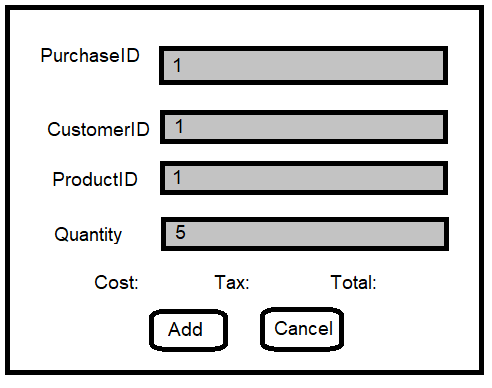 PurchaseID 1
CustomerID 1
ProductID 1
Quantity 5
Cost: Tax: Total:
Add Cancel